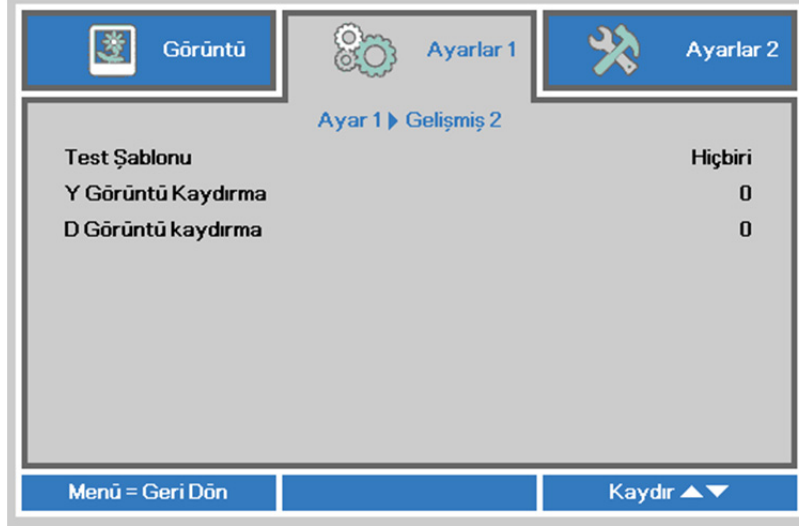 Görüntü
Ayarlar 1
Ayarlar 2
Ayar 1 ▶ Gelişmiş 2
Test Şablonu Hiçbiri
Y Görüntü Kaydırma 0
D Görüntü kaydırma 0
Menü = Geri Dön
Kaydır ▲▼